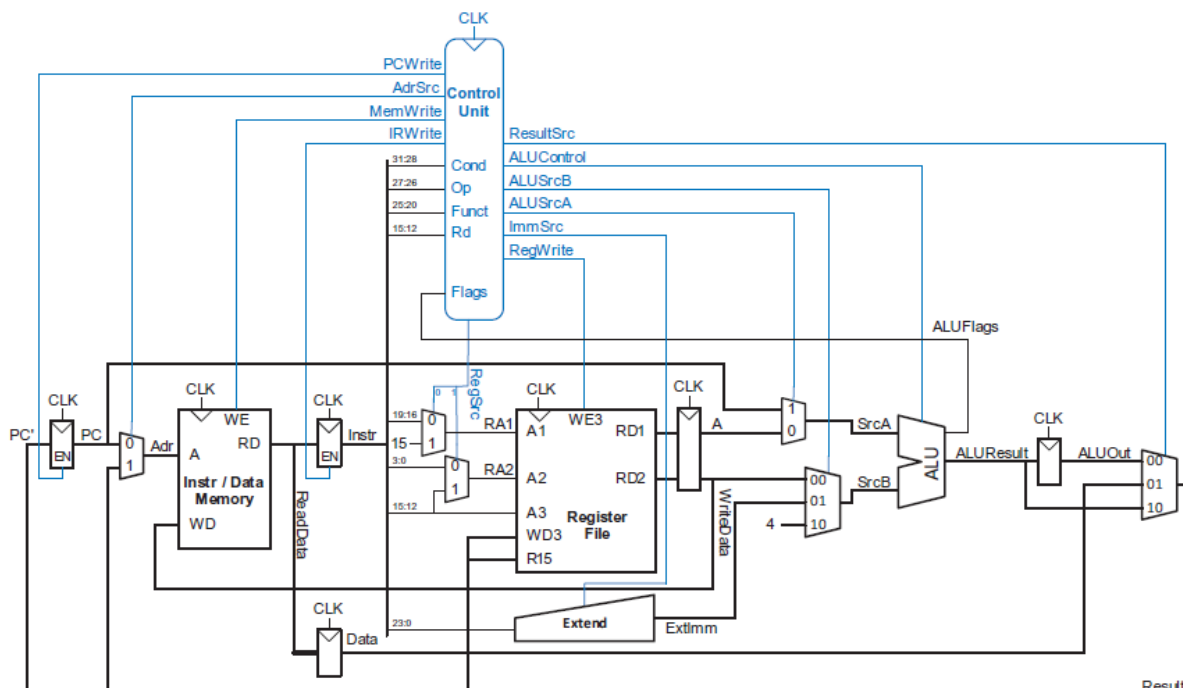 CLK
PCWrite
AdrSrc
MemWrite
IRWrite
Control
Unit
ResultSrc
ALUControl
ALUSrcB
ALUSrcA
ImmSrc
RegWrite
31:28
Cond
27:26
Op
25:20
Funct
15:12
Rd
Flags
ALUFlags
RegSrc
0 1
CLK
PC'
EN
PC
0
1
Adr
CLK
WE
A
RD
Instr / Data
Memory
WD
ReadData
CLK
EN
Instr
19:16
15
0
1
RA1
3:0
0
1
RA2
15:12
CLK
WE3
A1
RD1
A2
RD2
A3
WD3
R15
Register
File
CLK
A
WriteData
1
0
SrcA
00
01
10
4
SrcB
ALU
ALUResult
CLK
ALUOut
00
01
10
23:0
Extend
ExtImm
CLK
Data
Result